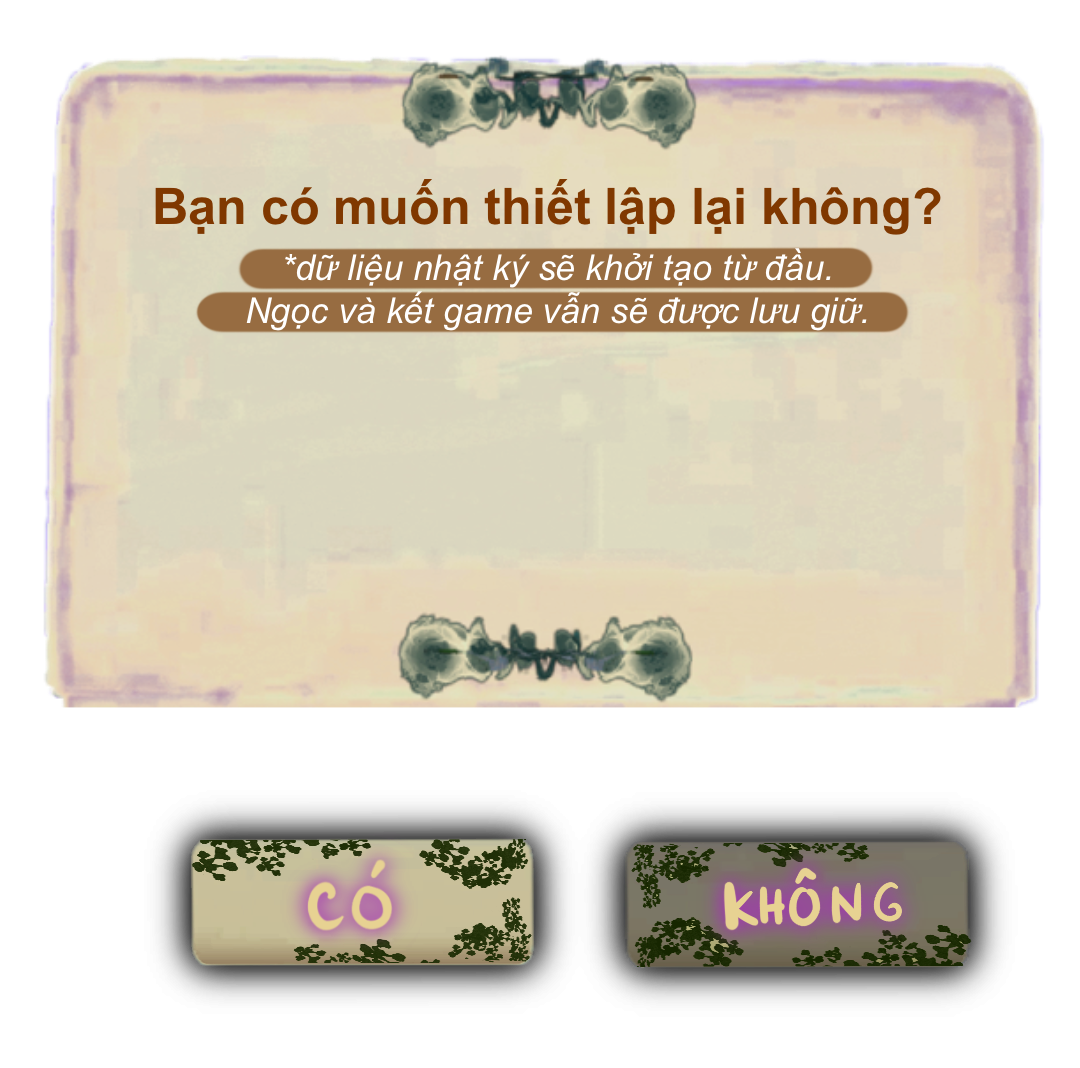 Bạn có muốn thiết lập lại không?
*dữ liệu nhật ký sẽ khởi tạo từ đầu.
Ngọc và kết game vẫn sẽ được lưu giữ.
CÓ
KHÔNG